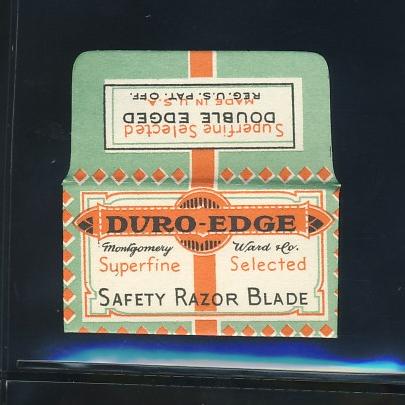 Superfine Selected
DOUBLE EDGED
MADE IN U.S.A
REG. U.S. PAT. OFF.
DURO-EDGE
Montgomery Ward & Co.
Superfine Selected
SAFETY RAZOR BLADE